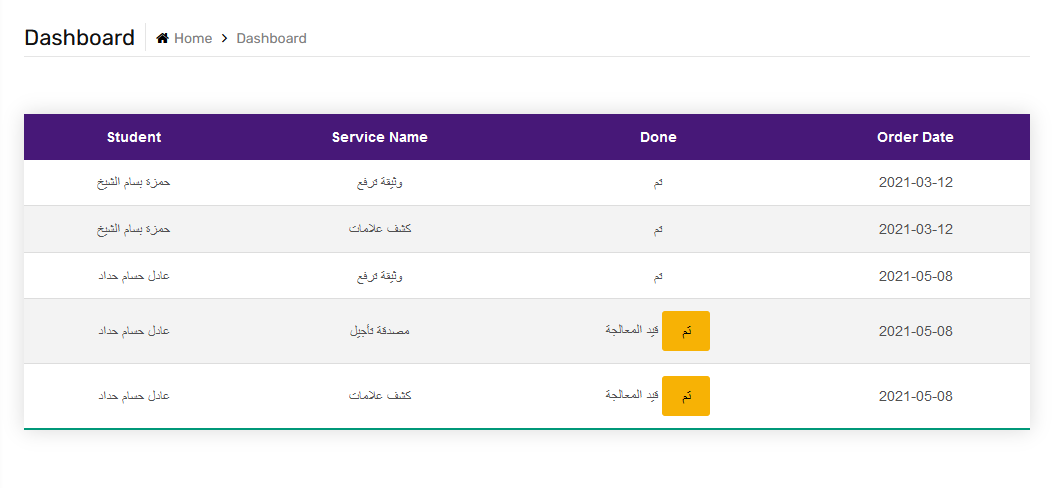 Dashboard Home > Dashboard
Student Service Name Done Order Date
حمزة بسام الشيخ وثيقة ترفع تم 2021-03-12
حمزة بسام الشيخ كشف علامات تم 2021-03-12
عادل حسام حداد وثيقة ترفع تم 2021-05-08
عادل حسام حداد مصدقة تأجيل قيد المعالجة تم 2021-05-08
عادل حسام حداد كشف علامات قيد المعالجة تم 2021-05-08